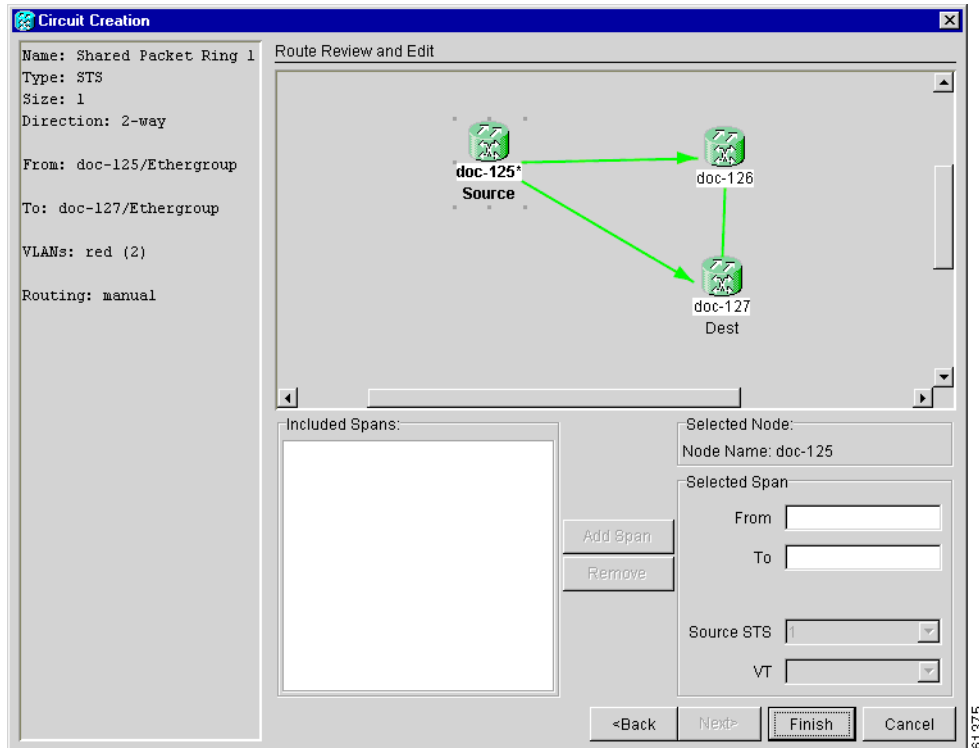 Circuit Creation
Name: Shared Packet Ring 1
Type: STS
Size: 1
Direction: 2-way
From: doc-125/Ethergroup
To: doc-127/Ethergroup
VLANs: red (2)
Routing: manual
Route Review and Edit
doc-125*
Source
doc-126
doc-127
Dest
Included Spans:
Add Span
Remove
Selected Node:
Node Name: doc-125
Selected Span
From
To
Source STS 1
VT
<Back
Next>
Finish
Cancel
61375